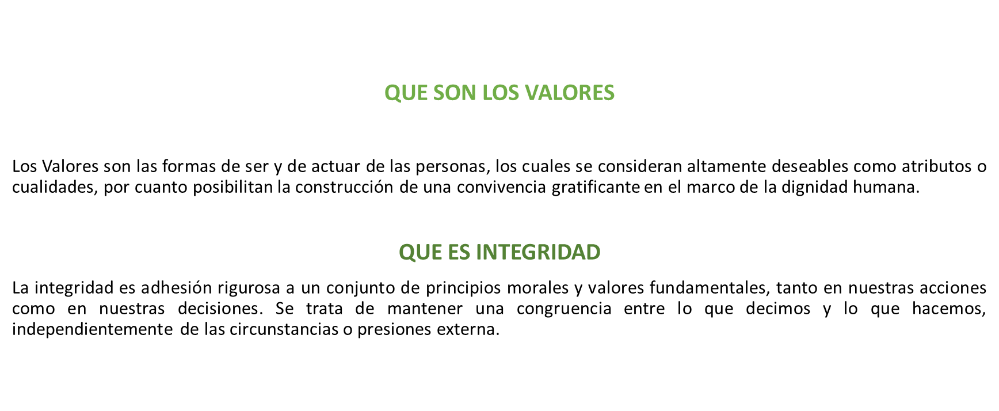 QUE SON LOS VALORES
Los Valores son las formas de ser y de actuar de las personas, los cuales se consideran altamente deseables como atributos o
cualidades, por cuanto posibilitan la construcción de una convivencia gratificante en el marco de la dignidad humana.
QUE ES INTEGRIDAD
La integridad es adhesión rigurosa a un conjunto de principios morales y valores fundamentales, tanto en nuestras acciones
como en nuestras decisiones. Se trata de mantener una congruencia entre lo que decimos y lo que hacemos,
independientemente de las circunstancias o presiones externa.